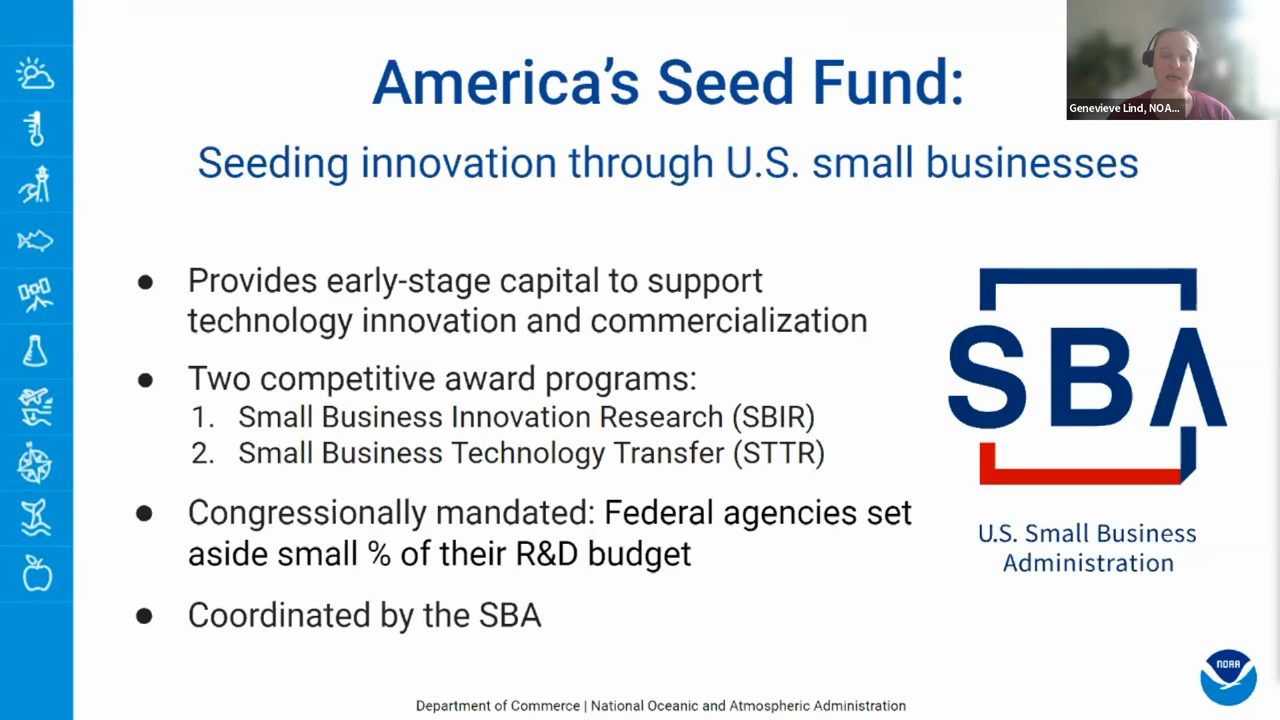 America's Seed Fund:
Genevieve Lind, NOA...
Seeding innovation through U.S. small businesses
● Provides early-stage capital to support
technology innovation and commercialization
● Two competitive award programs:
1. Small Business Innovation Research (SBIR)
2. Small Business Technology Transfer (STTR)
● Congressionally mandated: Federal agencies set
aside small % of their R&D budget
● Coordinated by the SBA
SBA
U.S. Small Business
Administration
NOAA
Department of Commerce | National Oceanic and Atmospheric Administration